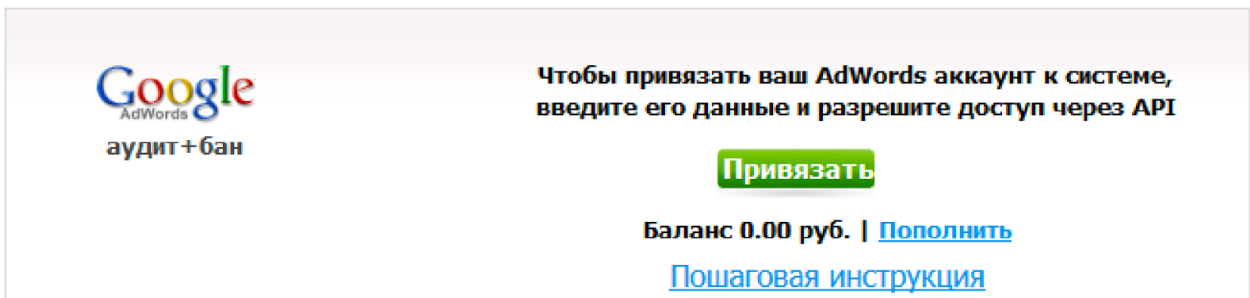 Google
AdWords
аудит+бан
Чтобы привязать ваш AdWords аккаунт к системе,
введите его данные и разрешите доступ через API
Привязать
Баланс 0.00 руб. | Пополнить
Пошаговая инструкция